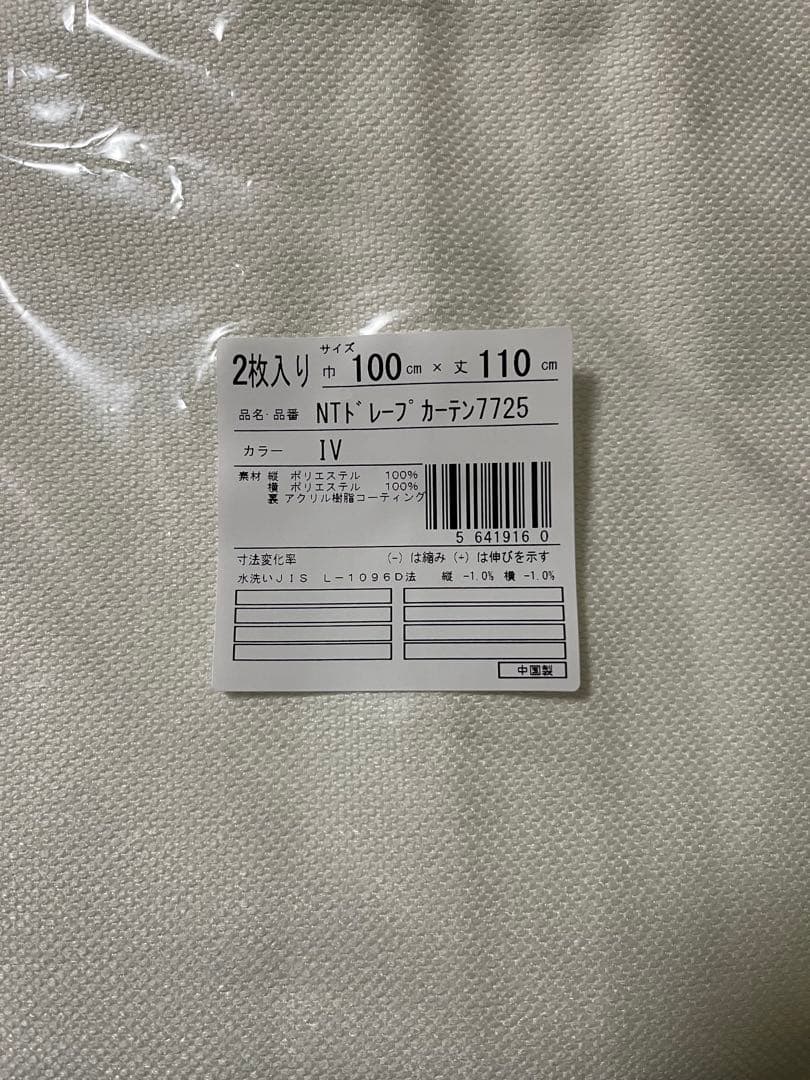 サイズ
2枚入り 巾 100cm × 丈 110cm
品名・品番 NTドレープカーテン7725
カラー IV
素材 縦 ポリエステル 100%
横 ポリエステル 100%
裏 アクリル樹脂コーティング
5 641916 0
寸法変化率 (-)は縮み(+)は伸びを示す
水洗いJIS L-1096D法 縦 -1.0% 横 -1.0%
中国製